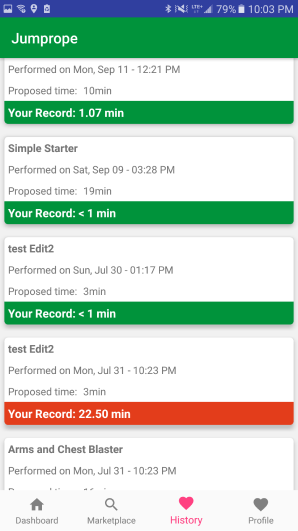 79% 10:03 PM
Jumprope
Performed on Mon, Sep 11 - 12:21 PM
Proposed time: 10min
Your Record: 1.07 min
Simple Starter
Performed on Sat, Sep 09 - 03:28 PM
Proposed time: 19min
Your Record: < 1 min
test Edit2
Performed on Sun, Jul 30 - 01:17 PM
Proposed time: 3min
Your Record: < 1 min
test Edit2
Performed on Mon, Jul 31 - 10:23 PM
Proposed time: 3min
Your Record: 22.50 min
Arms and Chest Blaster
Performed on Mon, Jul 31 - 10:23 PM
Dashboard Marketplace History Profile